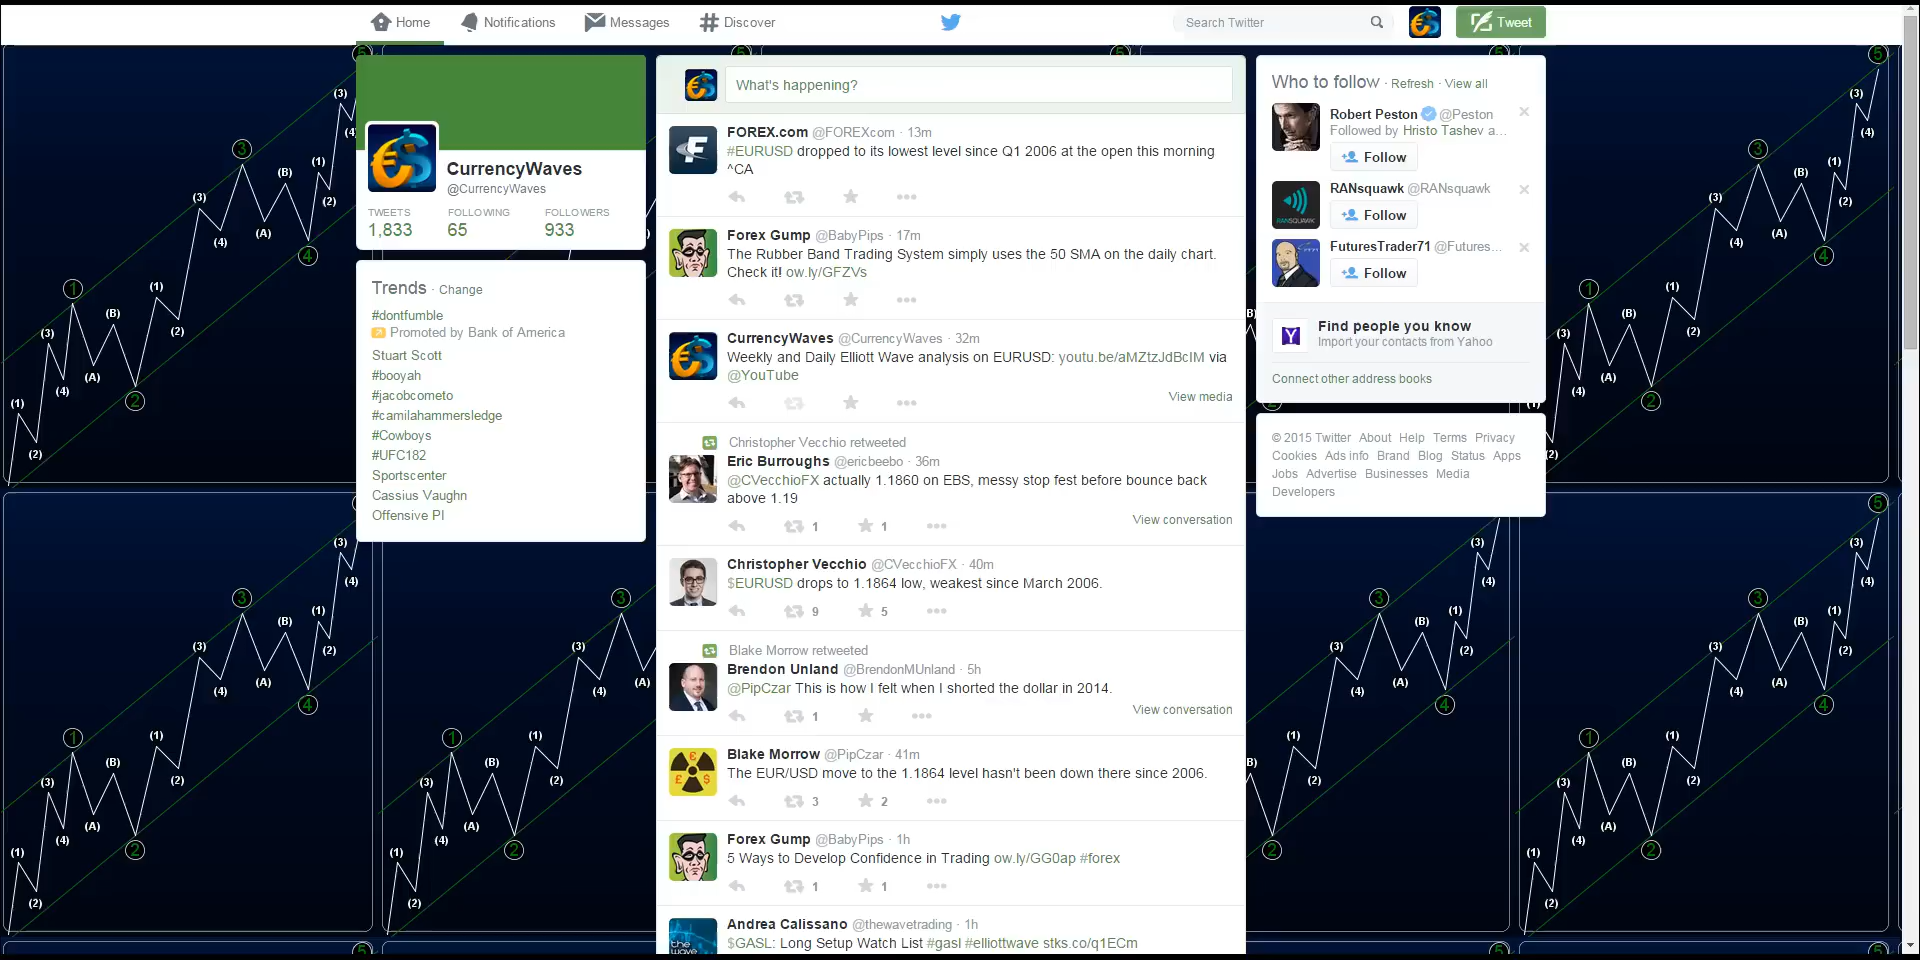 Home Notifications Messages Discover Search Twitter Tweet
CurrencyWaves
@CurrencyWaves
TWEETS FOLLOWING FOLLOWERS
1,833 65 933
Trends · Change
#dontfumble
Promoted by Bank of America
Stuart Scott
#booyah
#jacobcometo
#camilahammersledge
#Cowboys
#UFC182
Sportscenter
Cassius Vaughn
Offensive PI
What's happening?
FOREX.com @FOREXcom · 13m
#EURUSD dropped to its lowest level since Q1 2006 at the open this morning
^CA
Forex Gump @BabyPips · 17m
The Rubber Band Trading System simply uses the 50 SMA on the daily chart.
Check it! ow.ly/GFZVs
CurrencyWaves @CurrencyWaves · 32m
Weekly and Daily Elliott Wave analysis on EURUSD: youtu.be/aMZtzJdBcIM via
@YouTube
View media
Christopher Vecchio retweeted
Eric Burroughs @ericbeebo · 36m
@CVecchioFX actually 1.1860 on EBS, messy stop fest before bounce back
above 1.19
1 1 View conversation
Christopher Vecchio @CVecchioFX · 40m
$EURUSD drops to 1.1864 low, weakest since March 2006.
9 5
Blake Morrow retweeted
Brendon Unland @BrendonMUnland · 5h
@PipCzar This is how I felt when I shorted the dollar in 2014.
1 View conversation
Blake Morrow @PipCzar · 41m
The EUR/USD move to the 1.1864 level hasn't been down there since 2006.
3 2
Forex Gump @BabyPips · 1h
5 Ways to Develop Confidence in Trading ow.ly/GG0ap #forex
1 1
Andrea Calissano @thewavetrading · 1h
$GASL: Long Setup Watch List #gasl #elliottwave stks.co/q1ECm
the
wave
Who to follow · Refresh · View all
Robert Peston @Peston
Followed by Hristo Tashev a...
Follow
RANsquawk @RANsquawk
RANSQUAWK
Follow
FuturesTrader71 @Futures...
Follow
Find people you know
Import your contacts from Yahoo
Connect other address books
© 2015 Twitter About Help Terms Privacy
Cookies Ads info Brand Blog Status Apps
Jobs Advertise Businesses Media
Developers